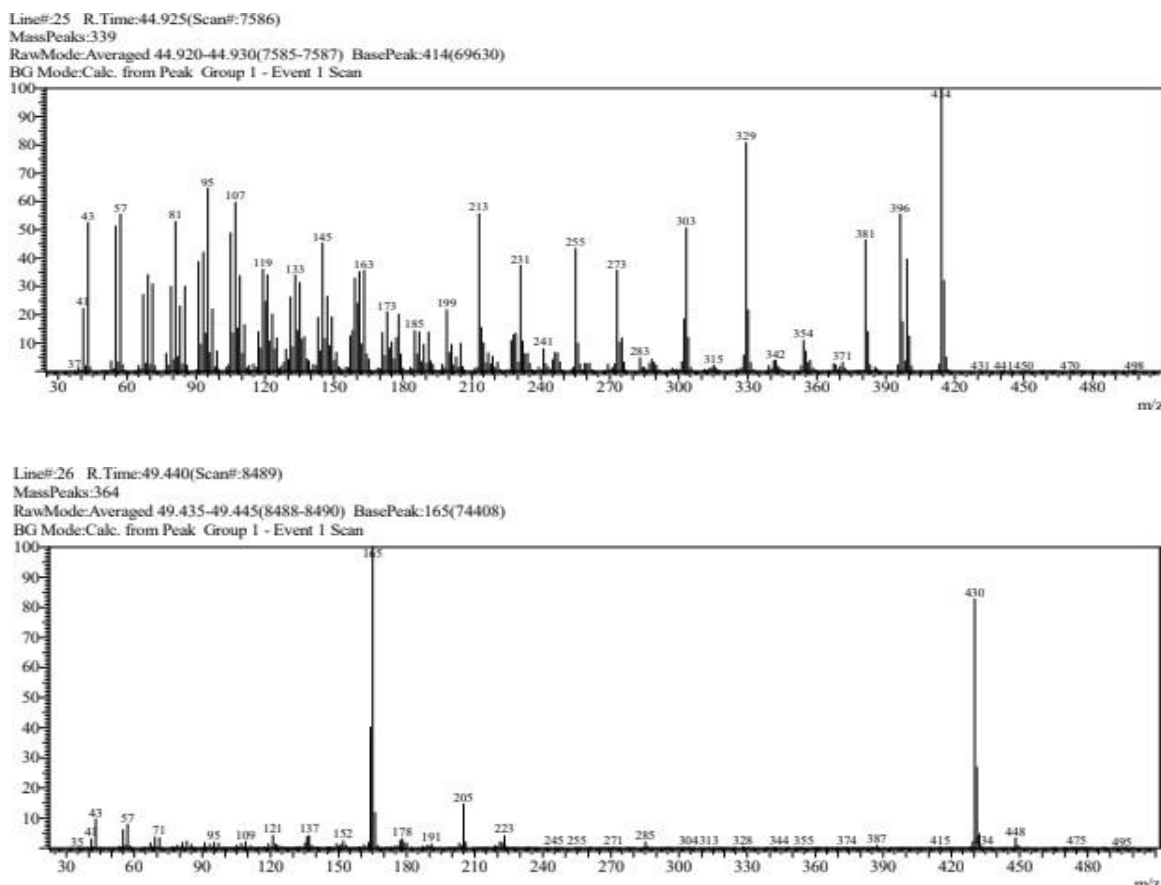 Line#:25 R.Time:44.925(Scan#:7586)
MassPeaks:339
RawMode:Averaged 44.920-44.930(7585-7587) BasePeak:414(69630)
BG Mode:Calc. from Peak Group 1 - Event 1 Scan
100
90
80
70
60
50
40
30
20
10
41 43 57 81 95 107 119 133 145 163 173 185 199 213 231 241 255 273 283 303 315 329 342 354 371 381 396 414 431 441 450 470 498
37
30 60 90 120 150 180 210 240 270 300 330 360 390 420 450 480
m/z
Line#:26 R.Time:49.440(Scan#:8489)
MassPeaks:364
RawMode:Averaged 49.435-49.445(8488-8490) BasePeak:165(74408)
BG Mode:Calc. from Peak Group 1 - Event 1 Scan
100
90
80
70
60
50
40
30
20
10
35 41 43 57 71 95 109 121 137 152 165 178 191 205 223 245 255 271 285 304 313 328 344 355 374 387 415 430 434 448 475 495
30 60 90 120 150 180 210 240 270 300 330 360 390 420 450 480
m/z